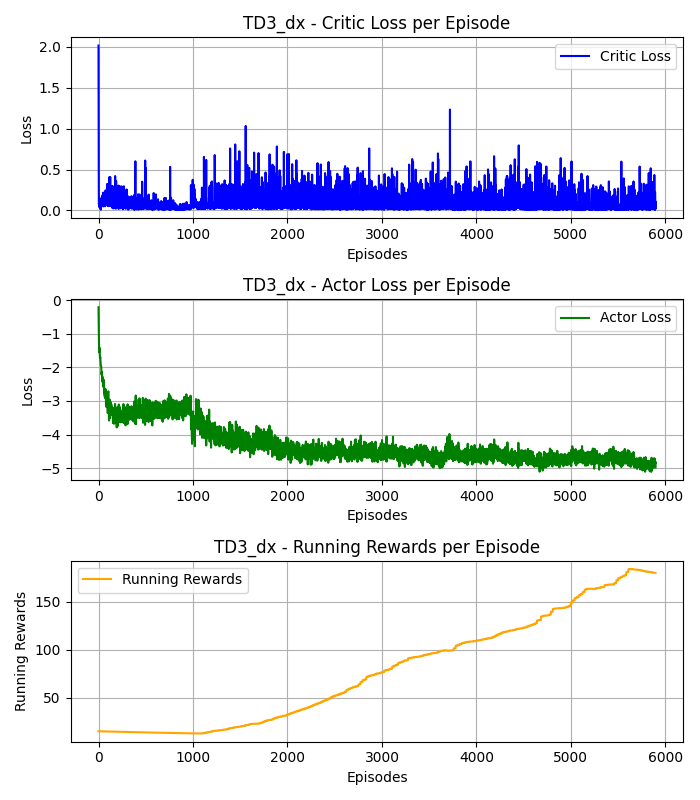 TD3_dx - Critic Loss per Episode
2.0
1.5
1.0
0.5
0.0
Loss
Critic Loss
0 1000 2000 3000 4000 5000 6000
Episodes
TD3_dx - Actor Loss per Episode
0
−1
−2
−3
−4
−5
Loss
Actor Loss
0 1000 2000 3000 4000 5000 6000
Episodes
TD3_dx - Running Rewards per Episode
Running Rewards
150
100
50
Running Rewards
0 1000 2000 3000 4000 5000 6000
Episodes